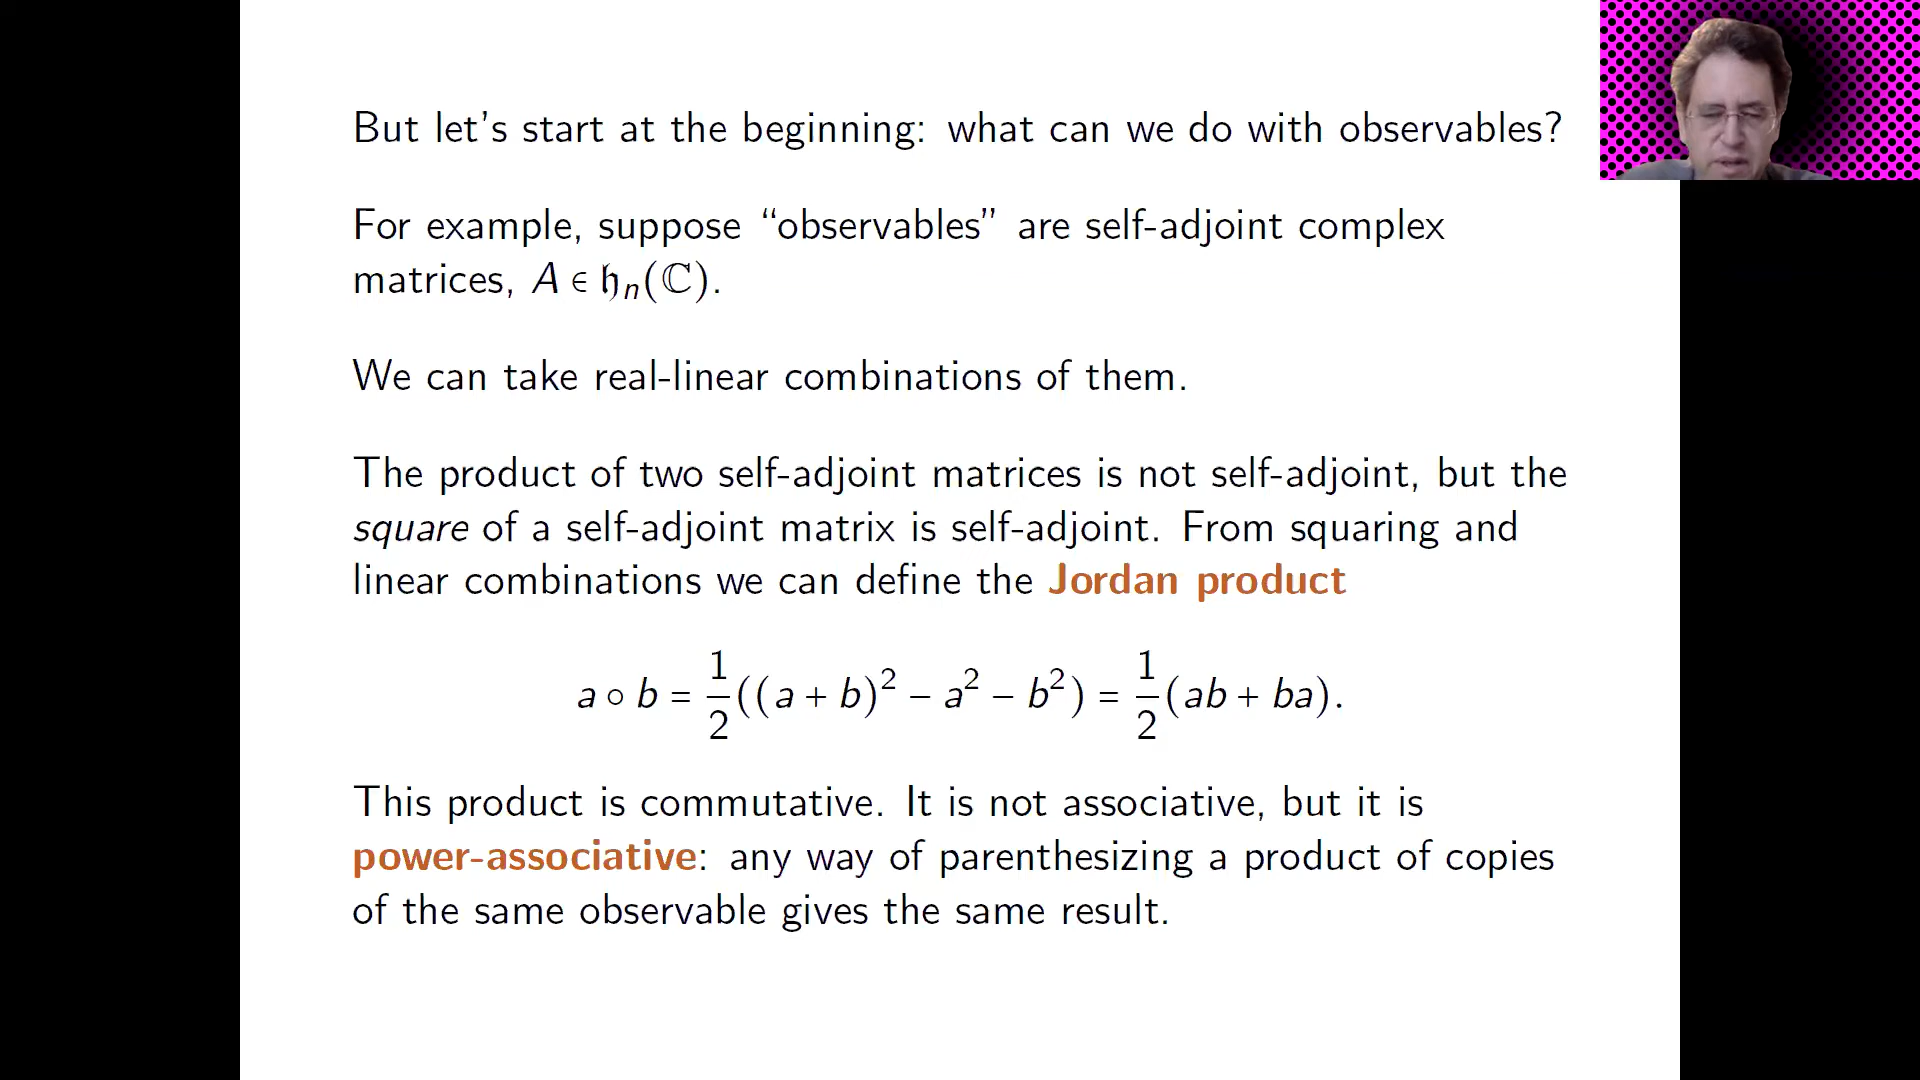 But let's start at the beginning: what can we do with observables?
For example, suppose “observables” are self-adjoint complex
matrices, A ∈ 𝔥ₙ(ℂ).
We can take real-linear combinations of them.
The product of two self-adjoint matrices is not self-adjoint, but the
square of a self-adjoint matrix is self-adjoint. From squaring and
linear combinations we can define the Jordan product
a ∘ b = 1/2((a + b)² − a² − b²) = 1/2(ab + ba).
This product is commutative. It is not associative, but it is
power-associative: any way of parenthesizing a product of copies
of the same observable gives the same result.